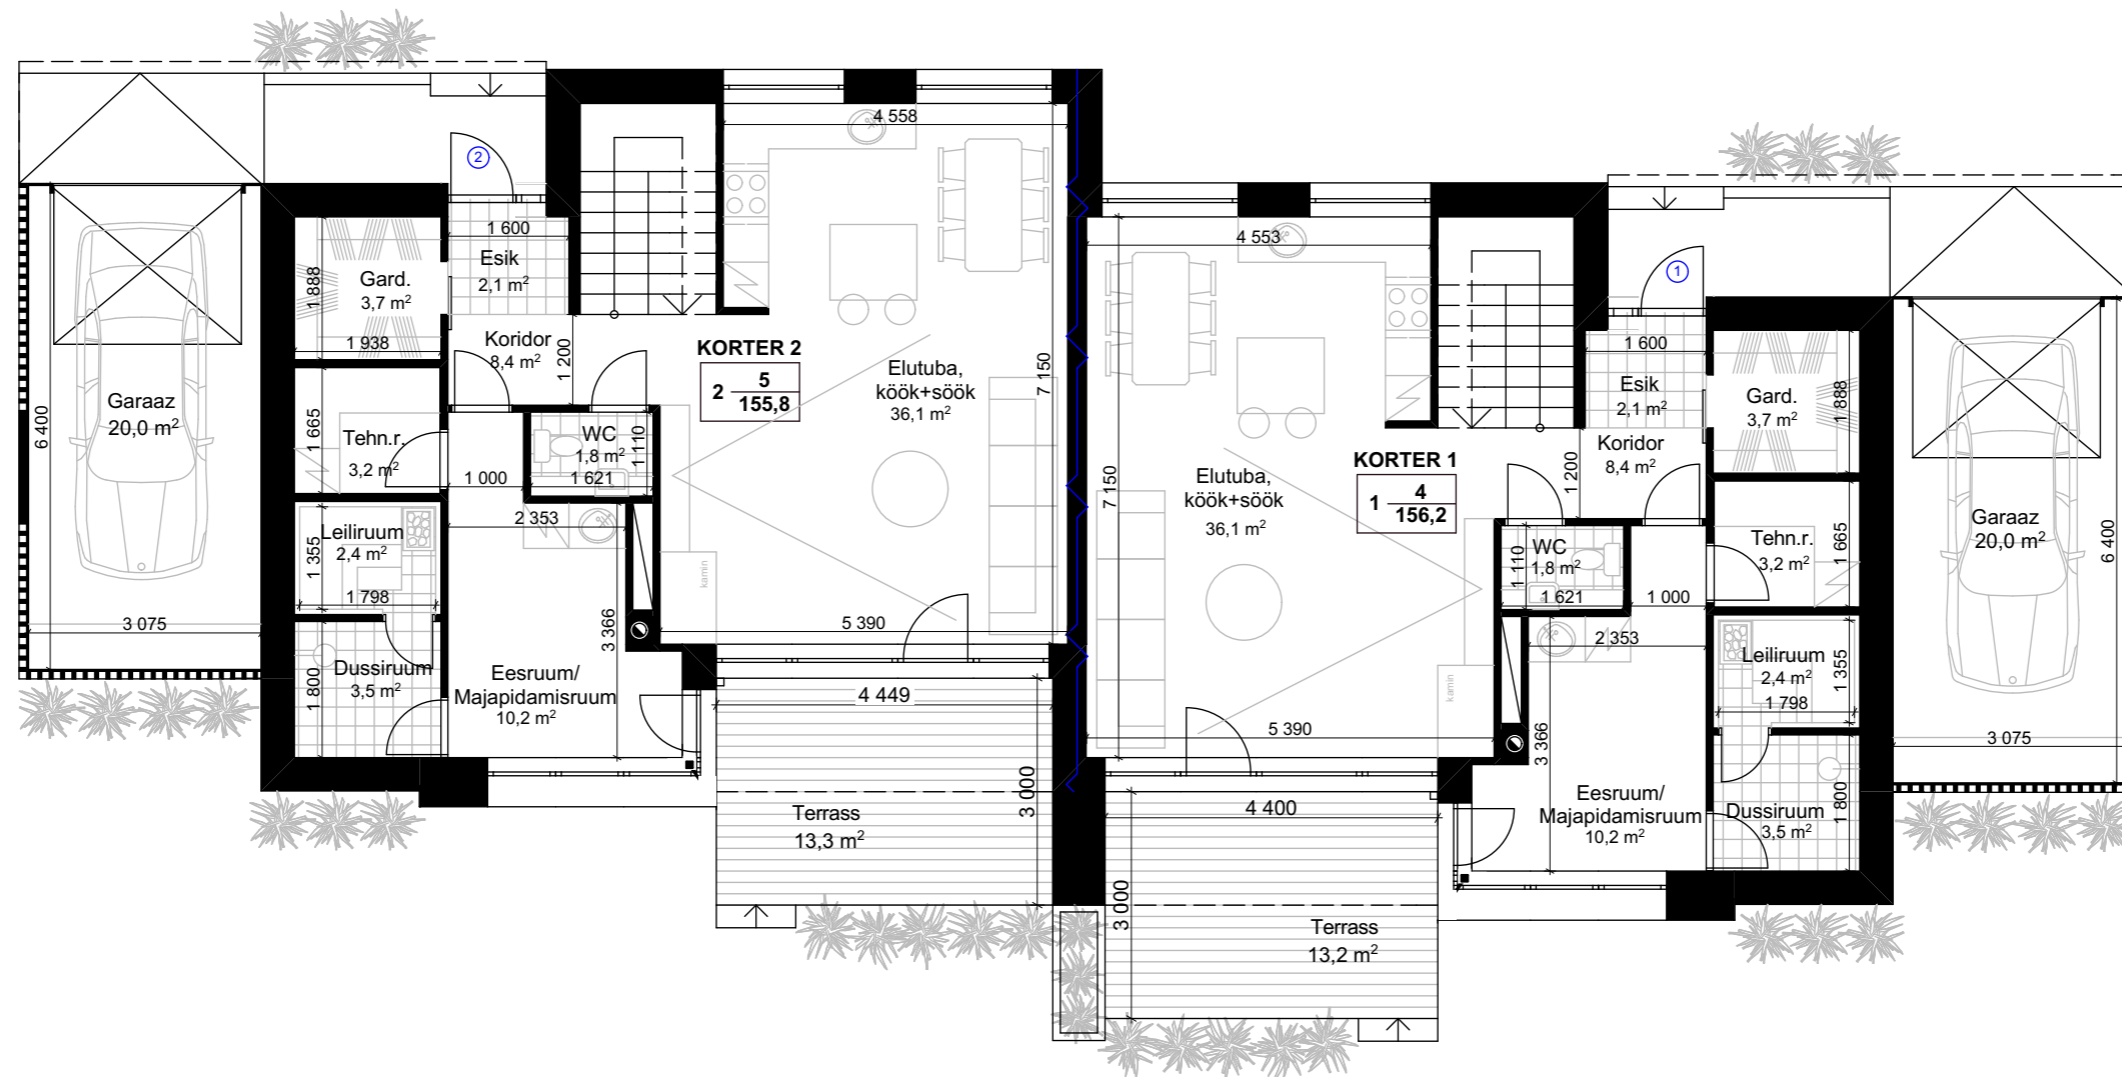 4 558
2
1 600
Esik
2,1 m²
Gard.
3,7 m²
1 888
1 938
Koridor
8,4 m²
1 200
KORTER 2
2 5
155,8
Elutuba,
köök+söök
36,1 m²
7 150
Garaaz
20,0 m²
6 400
3 075
1 665
Tehn.r.
3,2 m²
1 000
WC
1,8 m²
1 110
1 621
2 353
Leiliruum
2,4 m²
1 355
1 798
kamin
3 366
5 390
Dussiruum
3,5 m²
1 800
Eesruum/
Majapidamisruum
10,2 m²
4 449
3 000
Terrass
13,3 m²
4 553
1
1 600
Esik
2,1 m²
Gard.
3,7 m²
1 888
Koridor
8,4 m²
1 200
KORTER 1
1 4
156,2
Elutuba,
köök+söök
36,1 m²
7 150
Garaaz
20,0 m²
6 400
3 075
Tehn.r.
3,2 m²
1 665
1 000
WC
1,8 m²
1 110
1 621
2 353
Leiliruum
2,4 m²
1 355
1 798
kamin
3 366
5 390
Eesruum/
Majapidamisruum
10,2 m²
Dussiruum
3,5 m²
1 800
4 400
3 000
Terrass
13,2 m²